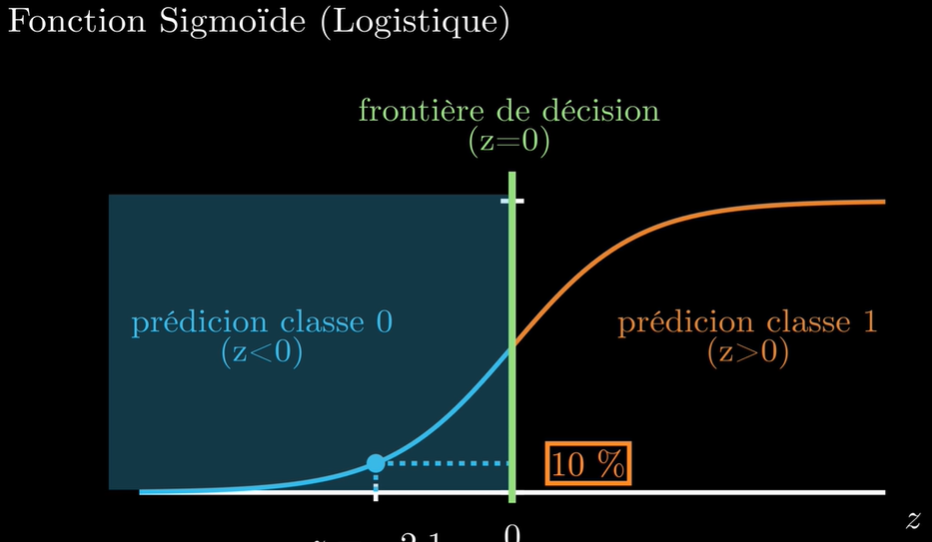 Fonction Sigmoïde (Logistique)
frontière de décision
(z=0)
prédicion classe 0
(z<0)
prédicion classe 1
(z>0)
10 %
z
0